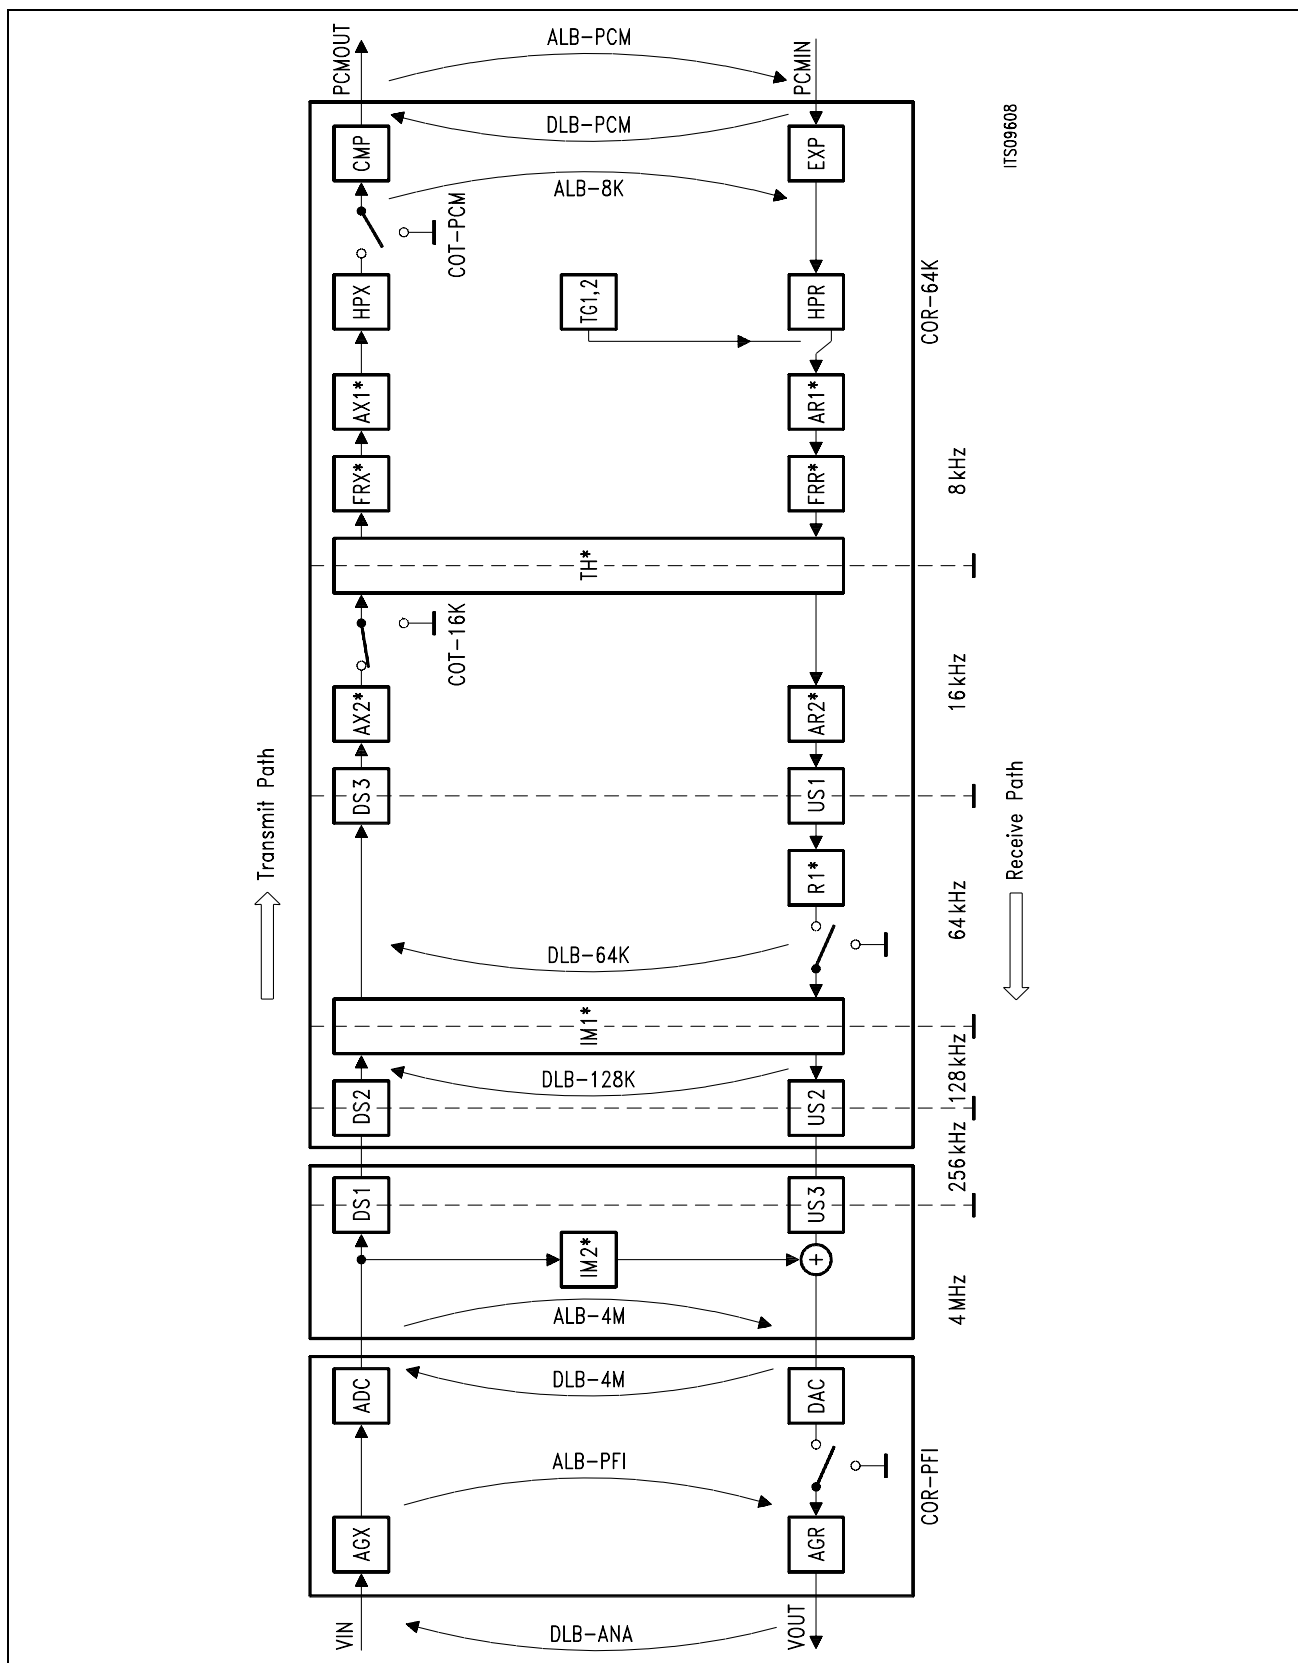 PCMOUT
ALB-PCM
PCMIN
DLB-PCM
CMP
EXP
ITS09608
ALB-8K
COT-PCM
HPX
TG1,2
HPR
COR-64K
AX1*
AR1*
FRX*
FRR*
8 kHz
TH*
COT-16K
16 kHz
AX2*
AR2*
Transmit Path
DS3
US1
Receive Path
R1*
64 kHz
DLB-64K
IM1*
128 kHz
DLB-128K
DS2
US2
256 kHz
DS1
US3
IM2*
+
4 MHz
ALB-4M
DLB-4M
ADC
DAC
ALB-PFI
COR-PFI
AGX
AGR
VIN
VOUT
DLB-ANA